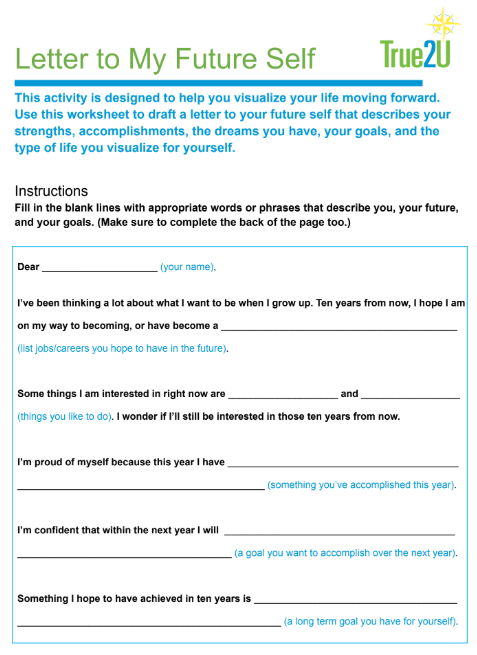 Letter to My Future Self
True2U
This activity is designed to help you visualize your life moving forward.
Use this worksheet to draft a letter to your future self that describes your
strengths, accomplishments, the dreams you have, your goals, and the
type of life you visualize for yourself.
Instructions
Fill in the blank lines with appropriate words or phrases that describe you, your future,
and your goals. (Make sure to complete the back of the page too.)
Dear ____________________ (your name),
I've been thinking a lot about what I want to be when I grow up. Ten years from now, I hope I am
on my way to becoming, or have become a ____________________
(list jobs/careers you hope to have in the future).
Some things I am interested in right now are ____________________ and ____________________
(things you like to do). I wonder if I'll still be interested in those ten years from now.
I'm proud of myself because this year I have ____________________
____________________ (something you've accomplished this year).
I'm confident that within the next year I will ____________________
____________________ (a goal you want to accomplish over the next year).
Something I hope to have achieved in ten years is ____________________
____________________ (a long term goal you have for yourself).